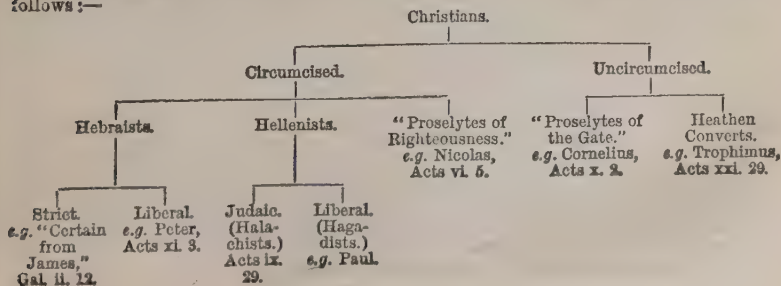 follows:—
Christians.
Circumcised. Uncircumcised.
Hebraists. Hellenists. "Proselytes of Righteousness." e.g. Nicolas, Acts vi. 5. "Proselytes of the Gate." e.g. Cornelius, Acts x. 2. Heathen Converts. e.g. Trophimus, Acts xxi. 29.
Strict. e.g. "Certain from James," Gal. ii. 12. Liberal. e.g. Peter, Acts xi. 3. Judaic. (Halachists.) Acts ix. 29. Liberal. (Hagadists.) e.g. Paul.